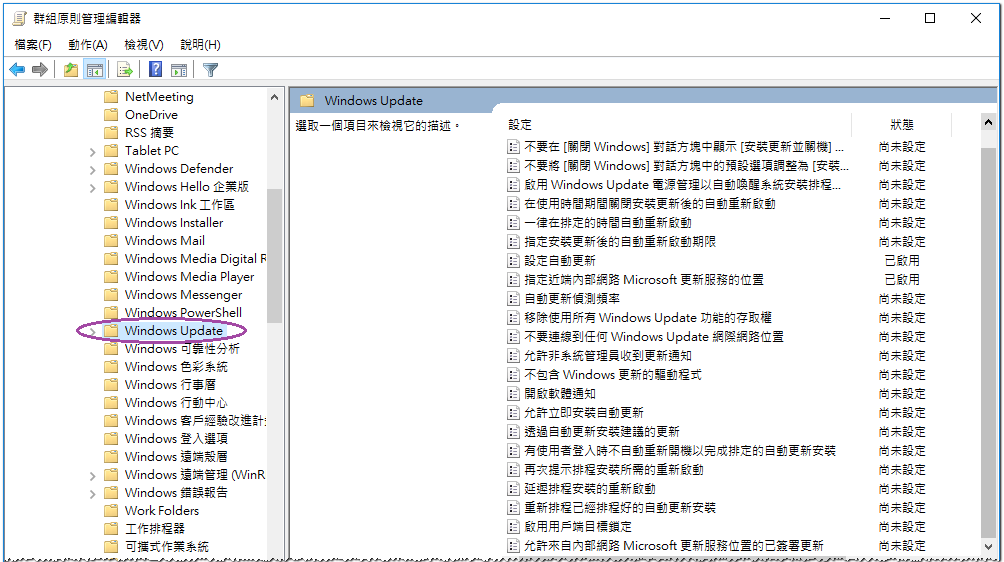 群組原則管理編輯器
檔案(F) 動作(A) 檢視(V) 說明(H)
NetMeeting
OneDrive
RSS 摘要
Tablet PC
Windows Defender
Windows Hello 企業版
Windows Ink 工作區
Windows Installer
Windows Mail
Windows Media Digital R
Windows Media Player
Windows Messenger
Windows PowerShell
Windows Update
Windows 可靠性分析
Windows 色彩系統
Windows 行事曆
Windows 行動中心
Windows 客戶經驗改進計
Windows 登入選項
Windows 遠端殼層
Windows 遠端管理 (WinR
Windows 錯誤報告
Work Folders
工作排程器
可攜式作業系統
Windows Update
選取一個項目來檢視它的描述。
設定 狀態
不要在 [關閉 Windows] 對話方塊中顯示 [安裝更新並關機] ... 尚未設定
不要將 [關閉 Windows] 對話方塊中的預設選項調整為 [安裝... 尚未設定
啟用 Windows Update 電源管理以自動喚醒系統安裝排程... 尚未設定
在使用時間期間關閉安裝更新後的自動重新啟動 尚未設定
一律在排定的時間自動重新啟動 尚未設定
指定安裝更新後的自動重新啟動期限 尚未設定
設定自動更新 已啟用
指定近端內部網路 Microsoft 更新服務的位置 已啟用
自動更新偵測頻率 尚未設定
移除使用所有 Windows Update 功能的存取權 尚未設定
不要連線到任何 Windows Update 網際網路位置 尚未設定
允許非系統管理員收到更新通知 尚未設定
不包含 Windows 更新的驅動程式 尚未設定
開啟軟體通知 尚未設定
允許立即安裝自動更新 尚未設定
透過自動更新安裝建議的更新 尚未設定
有使用者登入時不自動重新開機以完成排定的自動更新安裝 尚未設定
再次提示排程安裝所需的重新啟動 尚未設定
延遲排程安裝的重新啟動 尚未設定
重新排程已經排程好的自動更新安裝 尚未設定
啟用用戶端目標鎖定 尚未設定
允許來自內部網路 Microsoft 更新服務位置的已簽署更新 尚未設定